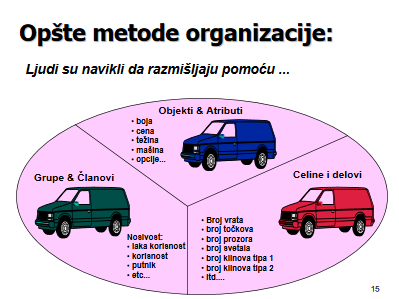 Opšte metode organizacije:
Ljudi su navikli da razmišljaju pomoću ...
Objekti & Atributi
• boja
• cena
• težina
• mašina
• opcije...
Grupe & Članovi
Nosivost:
• laka korisnost
• korisnost
• putnik
• etc...
Celine i delovi
• Broj vrata
• broj točkova
• broj prozora
• broj svetala
• broj klinova tipa 1
• broj klinova tipa 2
• itd....
15